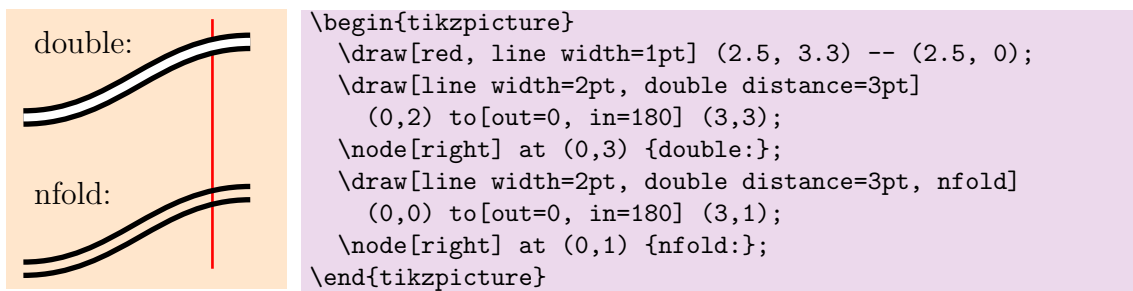 double:
nfold:
\begin{tikzpicture}
  \draw[red, line width=1pt] (2.5, 3.3) -- (2.5, 0);
  \draw[line width=2pt, double distance=3pt]
    (0,2) to[out=0, in=180] (3,3);
  \node[right] at (0,3) {double:};
  \draw[line width=2pt, double distance=3pt, nfold]
    (0,0) to[out=0, in=180] (3,1);
  \node[right] at (0,1) {nfold:};
\end{tikzpicture}